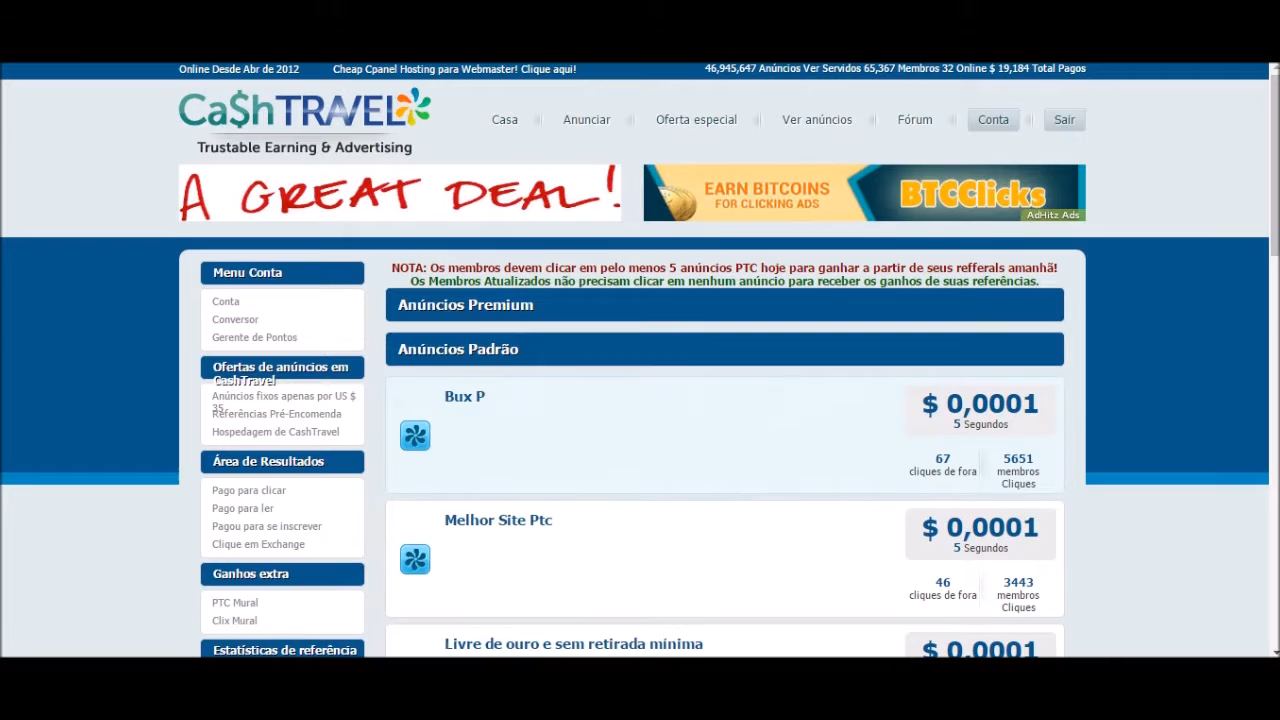 Online Desde Abr de 2012
Cheap Cpanel Hosting para Webmaster! Clique aqui!
46,945,647 Anúncios Ver Servidos 65,367 Membros 32 Online $ 19,184 Total Pagos
Ca$hTRAVEL
Trustable Earning & Advertising
Casa
Anunciar
Oferta especial
Ver anúncios
Fórum
Conta
Sair
A GREAT DEAL!
EARN BITCOINS
FOR CLICKING ADS
BTCClicks
AdHitz Ads
Menu Conta
Conta
Conversor
Gerente de Pontos
Ofertas de anúncios em
CashTravel
Anúncios fixos apenas por US $
35
Referências Pré-Encomenda
Hospedagem de CashTravel
Área de Resultados
Pago para clicar
Pago para ler
Pagou para se inscrever
Clique em Exchange
Ganhos extra
PTC Mural
Clix Mural
Estatísticas de referência
NOTA: Os membros devem clicar em pelo menos 5 anúncios PTC hoje para ganhar a partir de seus refferals amanhã!
Os Membros Atualizados não precisam clicar em nenhum anúncio para receber os ganhos de suas referências.
Anúncios Premium
Anúncios Padrão
Bux P
$ 0,0001
5 Segundos
67
cliques de fora
5651
membros
Cliques
Melhor Site Ptc
$ 0,0001
5 Segundos
46
cliques de fora
3443
membros
Cliques
Livre de ouro e sem retirada mínima
$ 0,0001